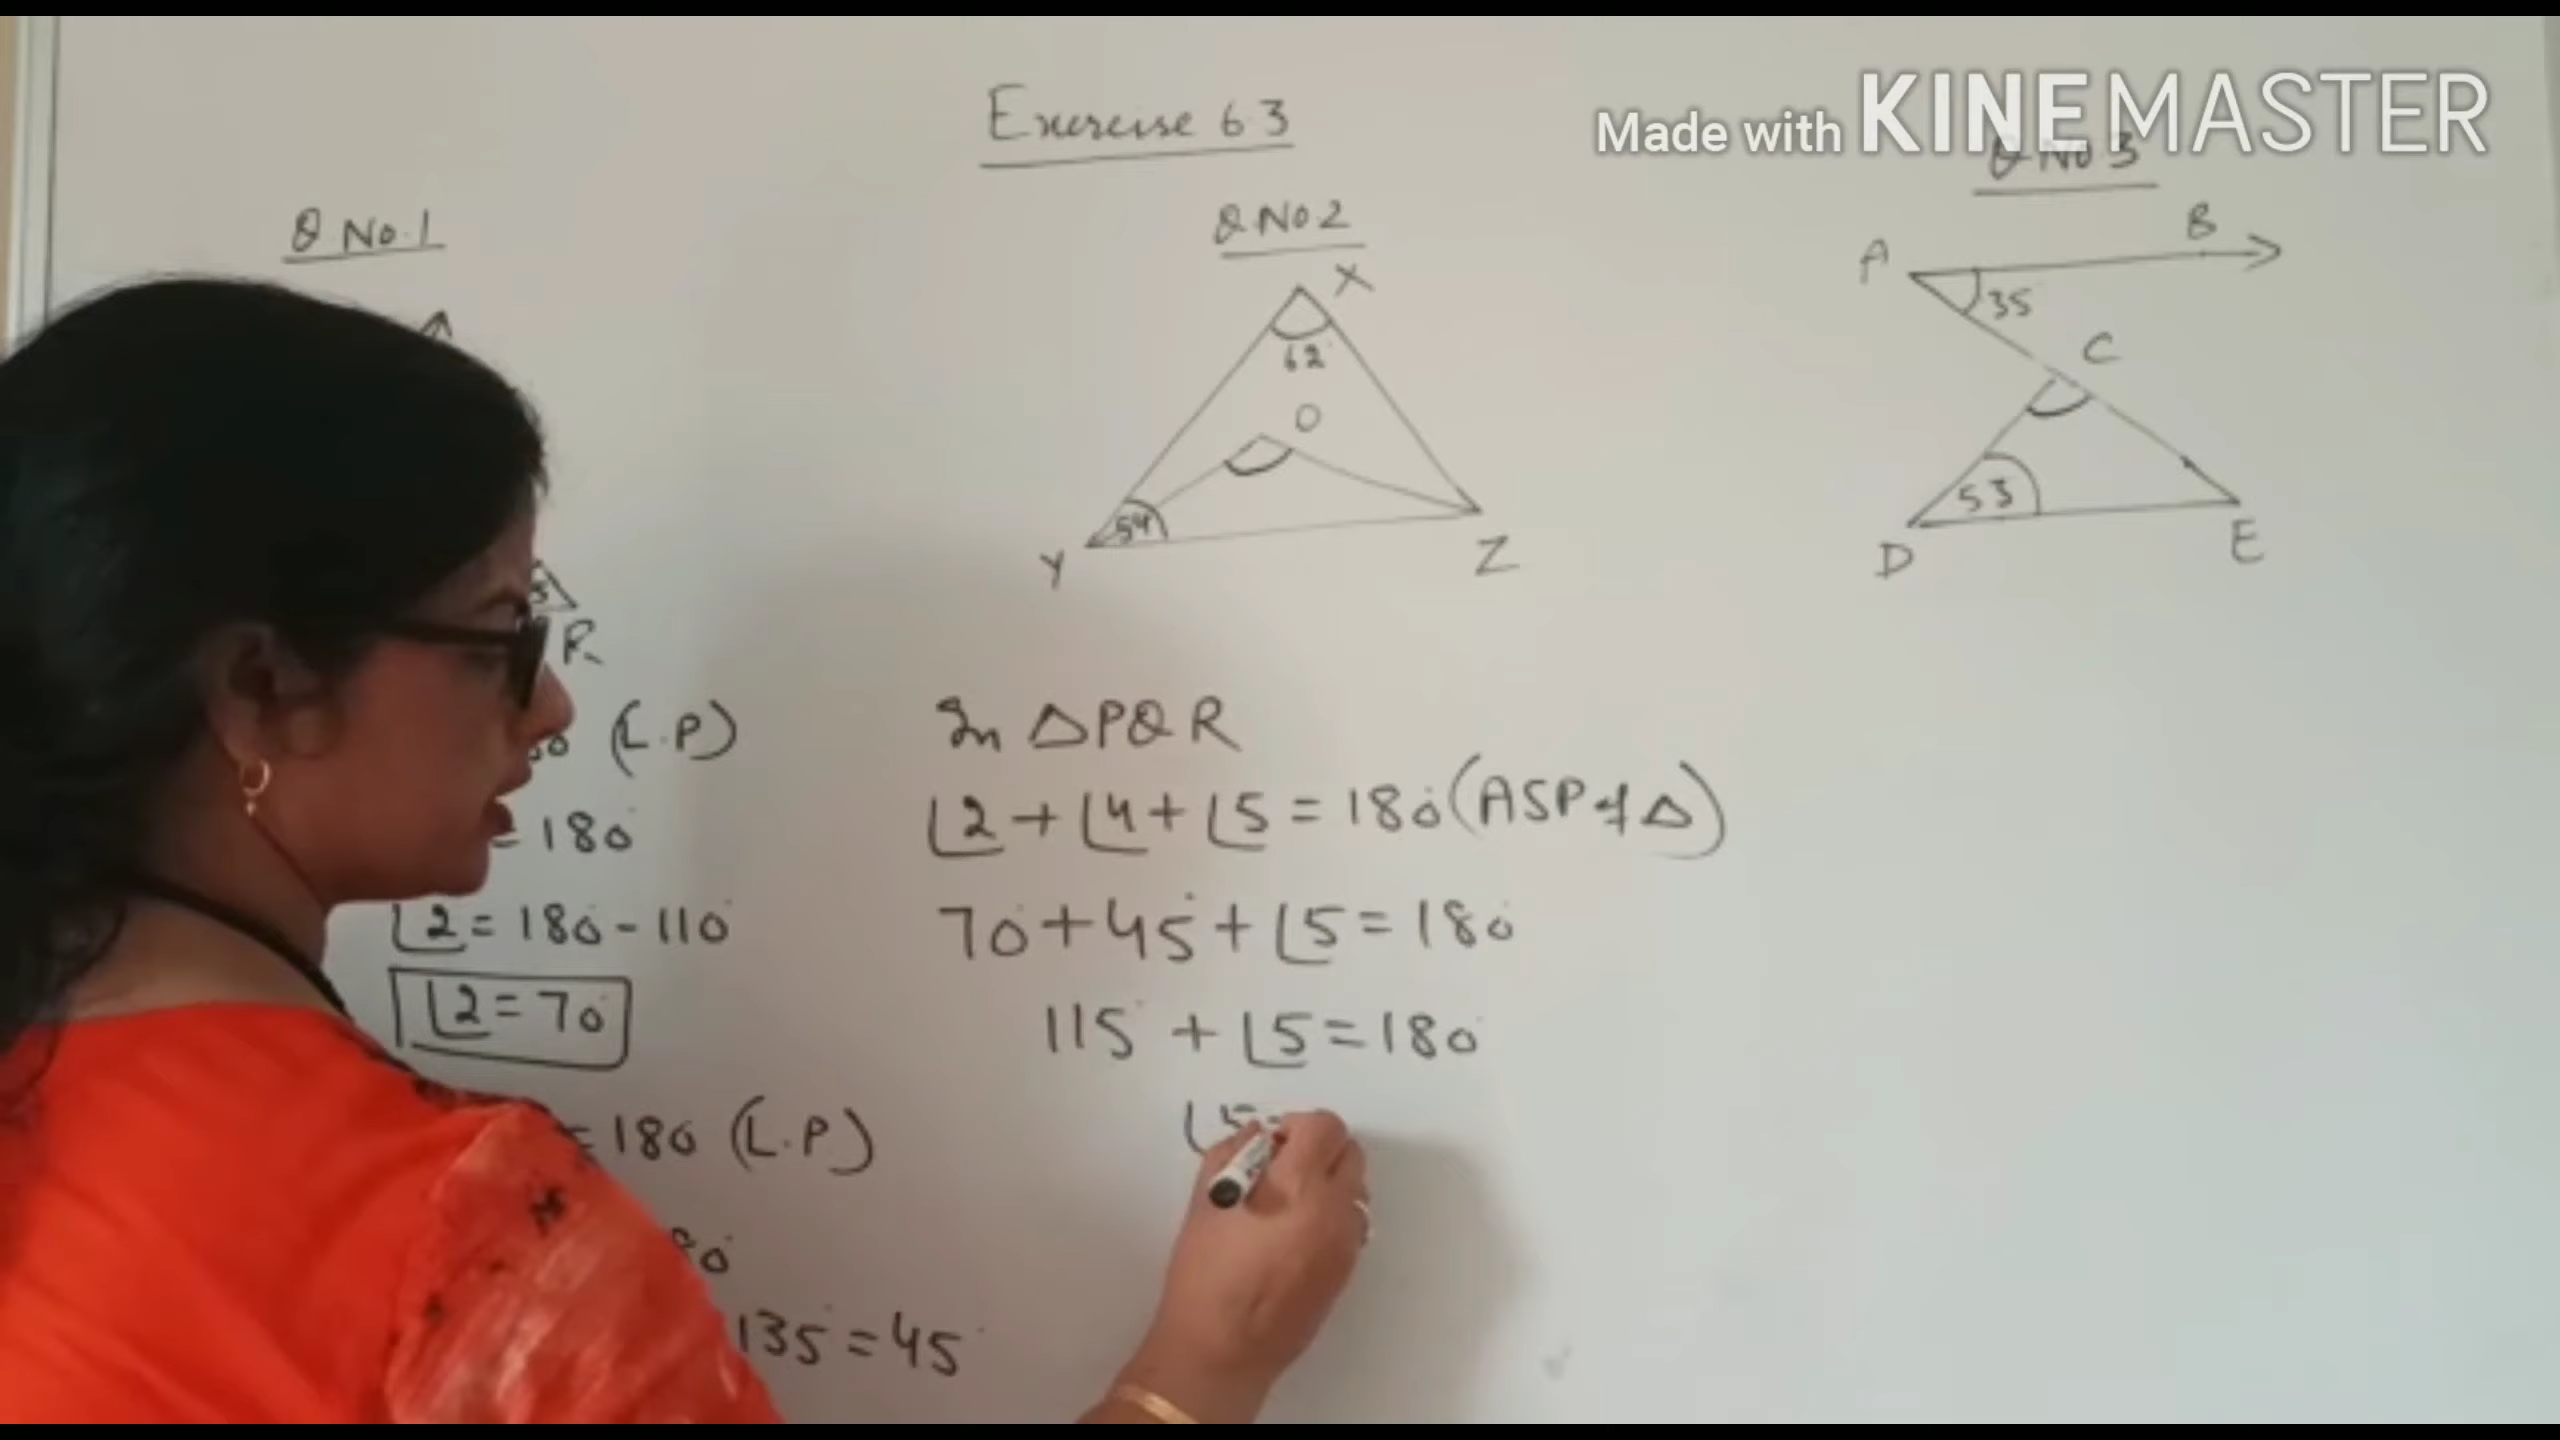 Made with KINEMASTER
Exercise 6.3
Q No.1
R
(L.P)
= 180°
∠2 = 180° - 110°
∠2 = 70°
= 180° (L.P)
135° = 45°
Q.No.2
X
62°
O
54°
Y
Z
In △PQR
∠2 + ∠4 + ∠5 = 180° (ASP of △)
70° + 45° + ∠5 = 180°
115° + ∠5 = 180°
∠5 =
Q No 3
A
B
35°
C
53°
D
E